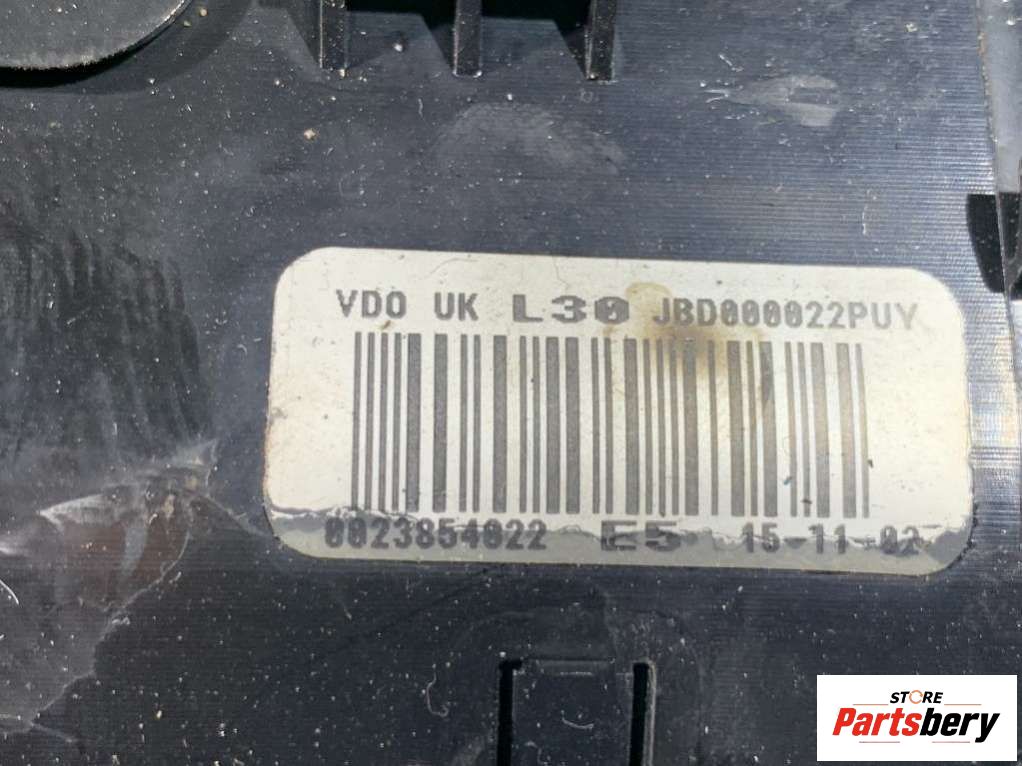 VDO UK L30 JBD000022PUY
0023854022 E5 15-11-02
STORE
Partsbery